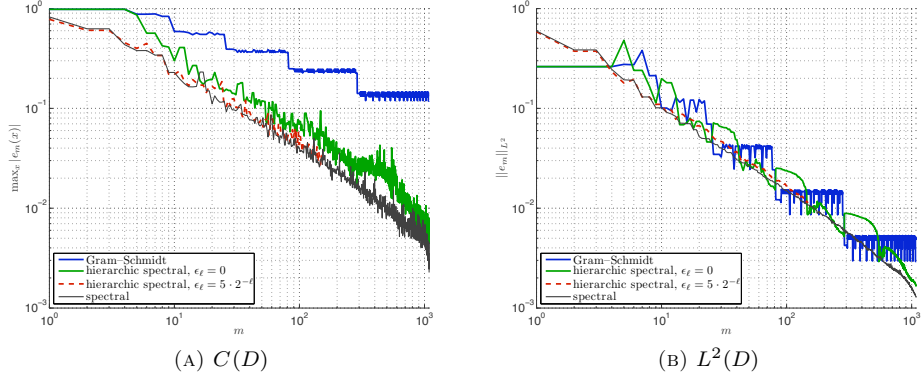 10^0
10^{-1}
10^{-2}
10^{-3}
max_x |e_m(x)|
Gram–Schmidt
hierarchic spectral, ϵ_ℓ = 0
hierarchic spectral, ϵ_ℓ = 5 · 2^{-ℓ}
spectral
10^0 10^1 10^2 10^3
m
(A) C(D)
10^0
10^{-1}
10^{-2}
10^{-3}
||e_m||_{L^2}
Gram–Schmidt
hierarchic spectral, ϵ_ℓ = 0
hierarchic spectral, ϵ_ℓ = 5 · 2^{-ℓ}
spectral
10^0 10^1 10^2 10^3
m
(B) L^2(D)